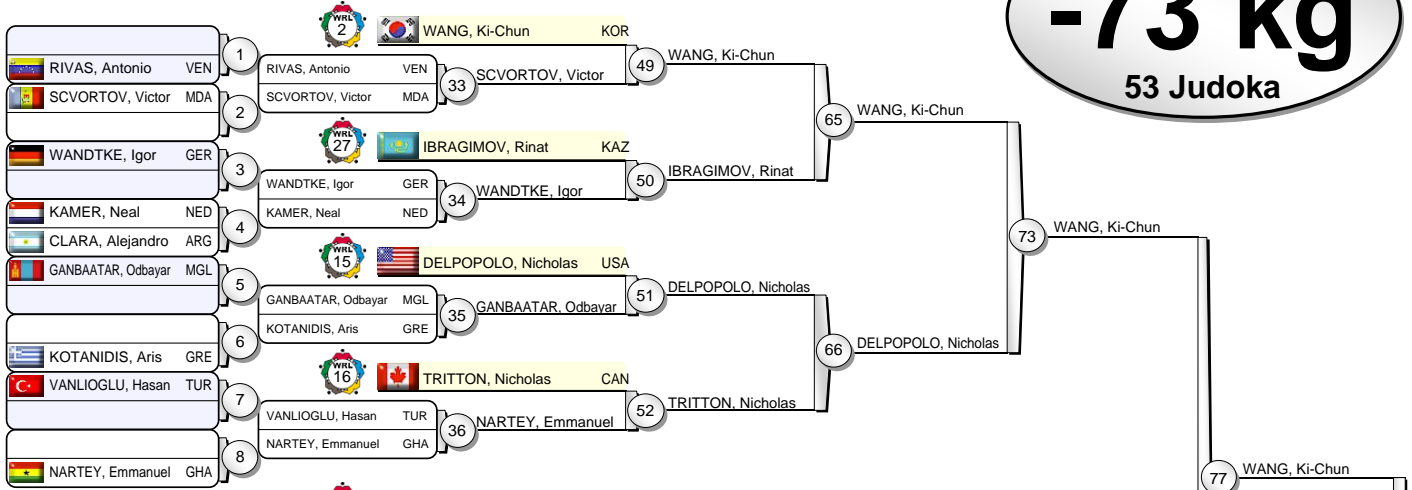 -73 kg
53 Judoka
WRL 2 WANG, Ki-Chun KOR
RIVAS, Antonio VEN
1
SCVORTOV, Victor MDA
2
RIVAS, Antonio VEN
SCVORTOV, Victor MDA
33
SCVORTOV, Victor
49
WANG, Ki-Chun
WRL 27 IBRAGIMOV, Rinat KAZ
WANDTKE, Igor GER
3
KAMER, Neal NED
4
CLARA, Alejandro ARG
WANDTKE, Igor GER
KAMER, Neal NED
34
WANDTKE, Igor
50
IBRAGIMOV, Rinat
65
WANG, Ki-Chun
WRL 15 DELPOPOLO, Nicholas USA
GANBAATAR, Odbayar MGL
5
6
KOTANIDIS, Aris GRE
GANBAATAR, Odbayar MGL
KOTANIDIS, Aris GRE
35
GANBAATAR, Odbayar
51
DELPOPOLO, Nicholas
WRL 16 TRITTON, Nicholas CAN
VANLIOGLU, Hasan TUR
7
8
NARTEY, Emmanuel GHA
VANLIOGLU, Hasan TUR
NARTEY, Emmanuel GHA
36
NARTEY, Emmanuel
52
TRITTON, Nicholas
66
DELPOPOLO, Nicholas
73
WANG, Ki-Chun
77
WANG, Ki-Chun